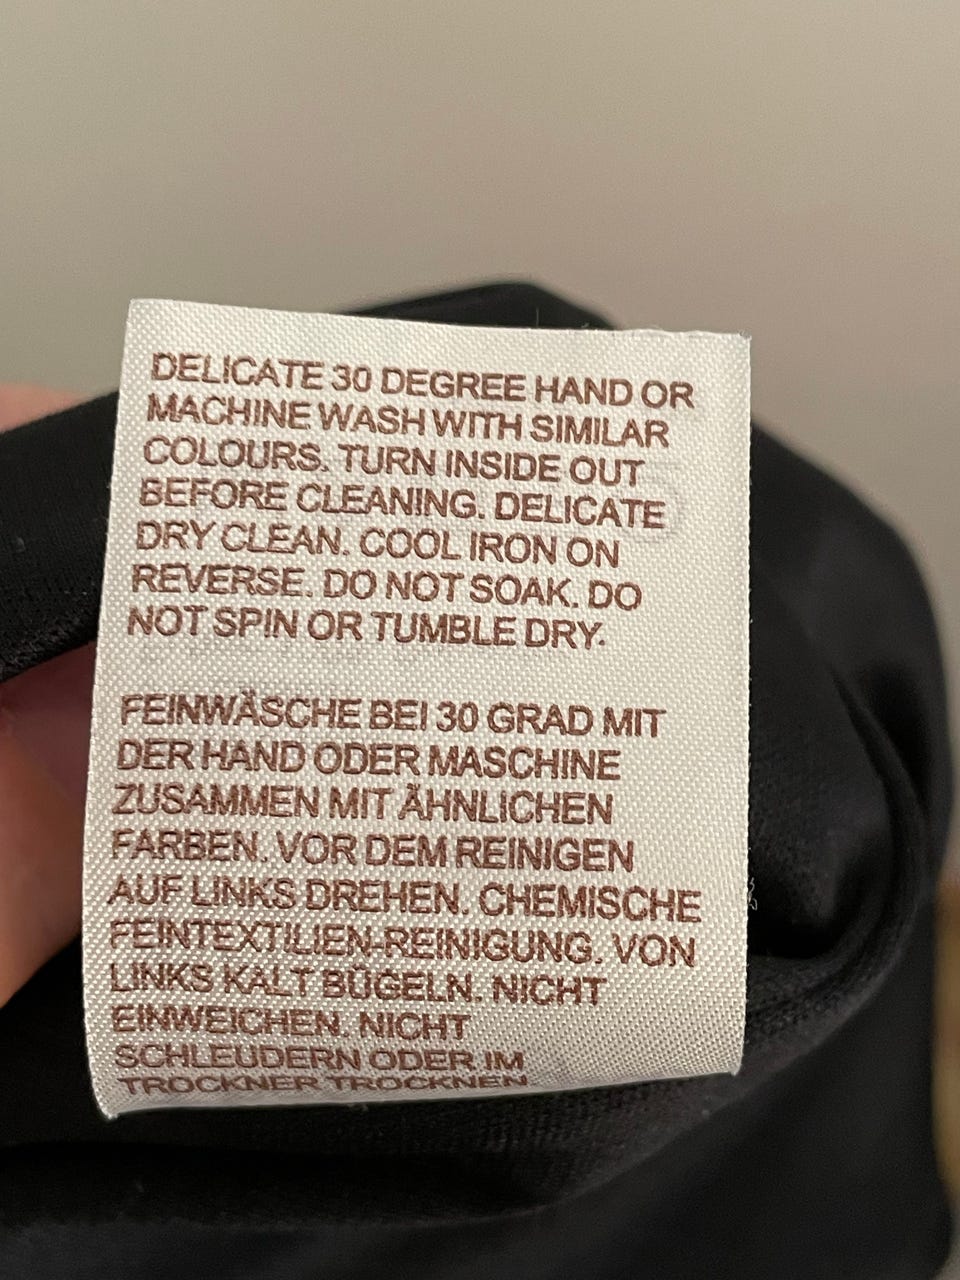 DELICATE 30 DEGREE HAND OR
MACHINE WASH WITH SIMILAR
COLOURS. TURN INSIDE OUT
BEFORE CLEANING. DELICATE
DRY CLEAN. COOL IRON ON
REVERSE. DO NOT SOAK. DO
NOT SPIN OR TUMBLE DRY.
FEINWÄSCHE BEI 30 GRAD MIT
DER HAND ODER MASCHINE
ZUSAMMEN MIT ÄHNLICHEN
FARBEN. VOR DEM REINIGEN
AUF LINKS DREHEN. CHEMISCHE
FEINTEXTILIEN-REINIGUNG. VON
LINKS KALT BÜGELN. NICHT
EINWEICHEN. NICHT
SCHLEUDERN ODER IM
TROCKNER TROCKNEN.